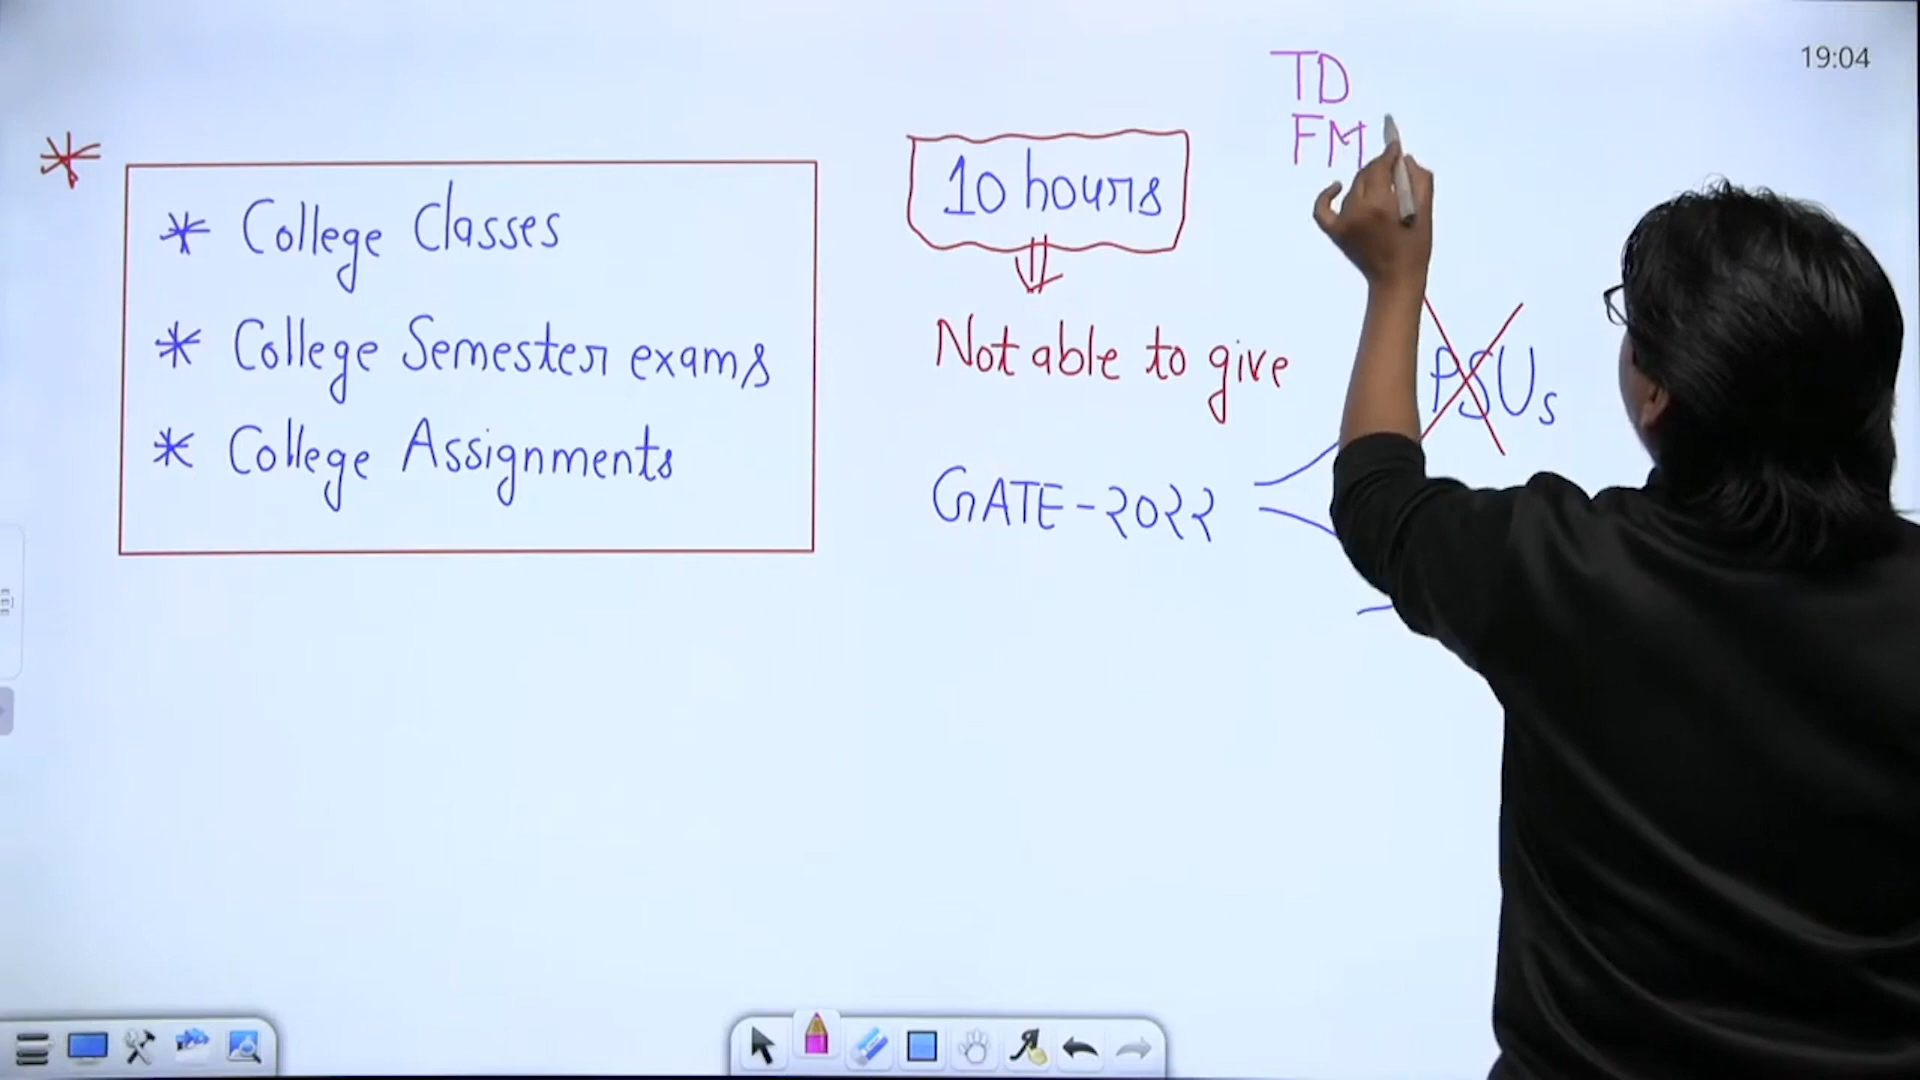 19:04
TD
FM
10 hours
* College Classes
* College Semester exams
* College Assignments
Not able to give
PSUs
GATE-2022